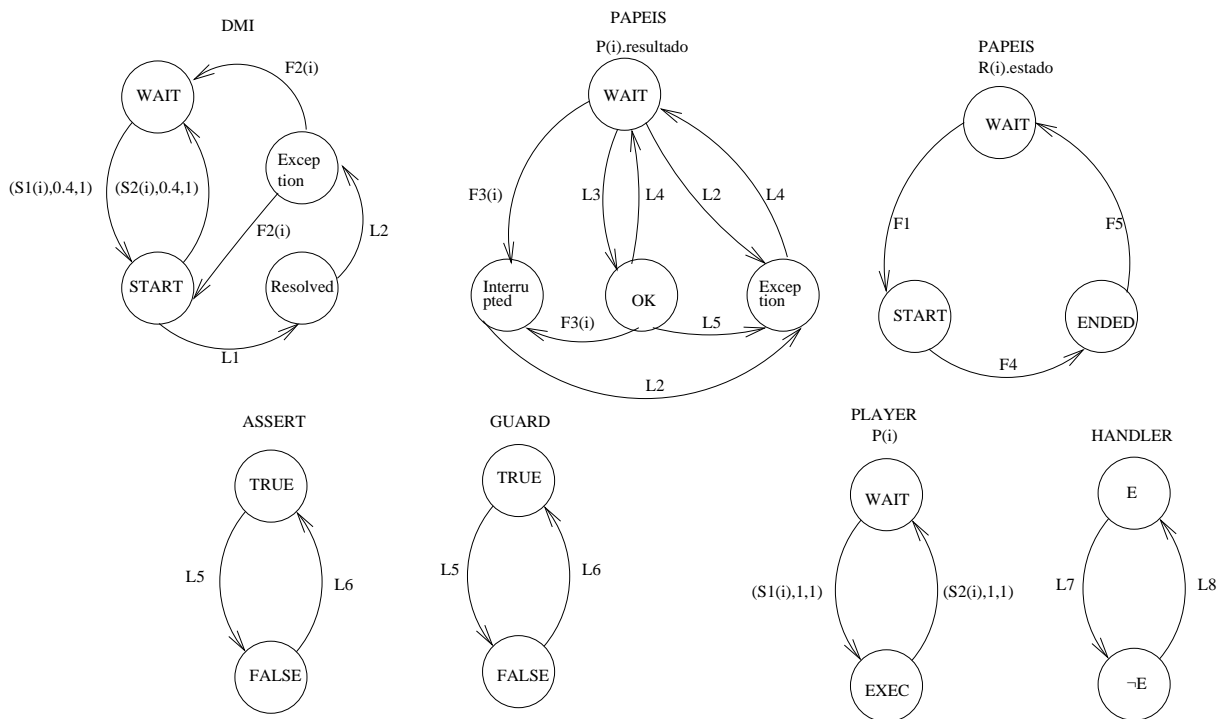 DMI
WAIT
F2(i)
Excep
tion
(S1(i),0.4,1)
(S2(i),0.4,1)
F2(i)
L2
START
Resolved
L1
PAPEIS
P(i).resultado
WAIT
F3(i)
L3
L4
L2
L4
Interru
pted
OK
Excep
tion
F3(i)
L5
L2
PAPEIS
R(i).estado
WAIT
F1
F5
START
ENDED
F4
ASSERT
TRUE
L5
L6
FALSE
GUARD
TRUE
L5
L6
FALSE
PLAYER
P(i)
WAIT
(S1(i),1,1)
(S2(i),1,1)
EXEC
HANDLER
E
L7
L8
¬E